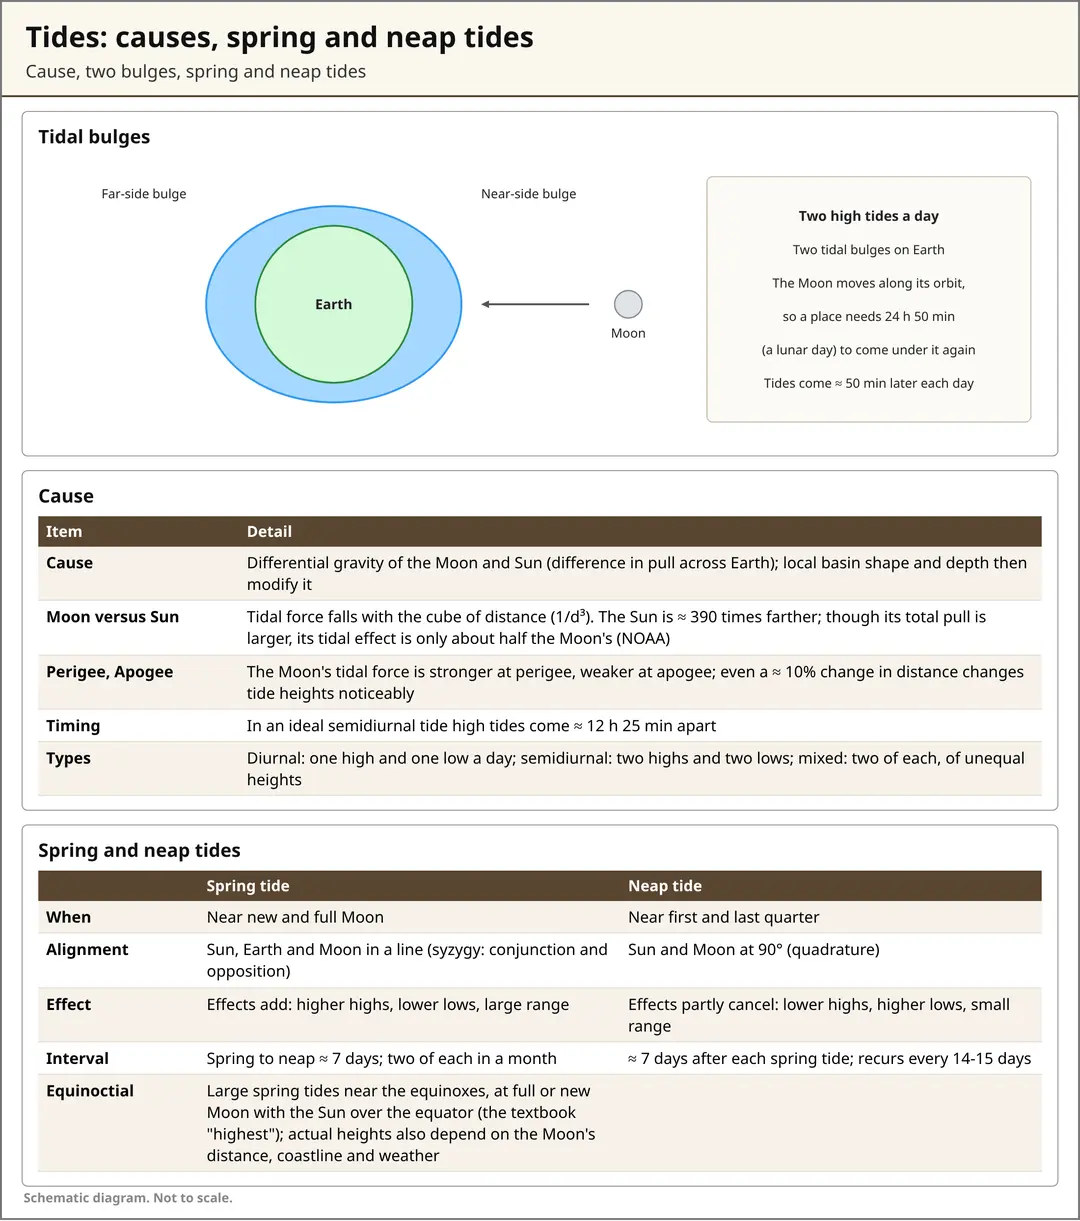 Tides: causes, spring and neap tides
Cause, two bulges, spring and neap tides
Tidal bulges
Far-side bulge
Near-side bulge
Earth
Moon
Two high tides a day
Two tidal bulges on Earth
The Moon moves along its orbit,
so a place needs 24 h 50 min
(a lunar day) to come under it again
Tides come ≈ 50 min later each day
Cause
Item Detail
Cause Differential gravity of the Moon and Sun (difference in pull across Earth); local basin shape and depth then
modify it
Moon versus Sun Tidal force falls with the cube of distance (1/d³). The Sun is ≈ 390 times farther; though its total pull is
larger, its tidal effect is only about half the Moon's (NOAA)
Perigee, Apogee The Moon's tidal force is stronger at perigee, weaker at apogee; even a ≈ 10% change in distance changes
tide heights noticeably
Timing In an ideal semidiurnal tide high tides come ≈ 12 h 25 min apart
Types Diurnal: one high and one low a day; semidiurnal: two highs and two lows; mixed: two of each, of unequal
heights
Spring and neap tides
Spring tide Neap tide
When Near new and full Moon Near first and last quarter
Alignment Sun, Earth and Moon in a line (syzygy: conjunction and Sun and Moon at 90° (quadrature)
opposition)
Effect Effects add: higher highs, lower lows, large range Effects partly cancel: lower highs, higher lows, small
range
Interval Spring to neap ≈ 7 days; two of each in a month ≈ 7 days after each spring tide; recurs every 14-15 days
Equinoctial Large spring tides near the equinoxes, at full or new
Moon with the Sun over the equator (the textbook
"highest"); actual heights also depend on the Moon's
distance, coastline and weather
Schematic diagram. Not to scale.